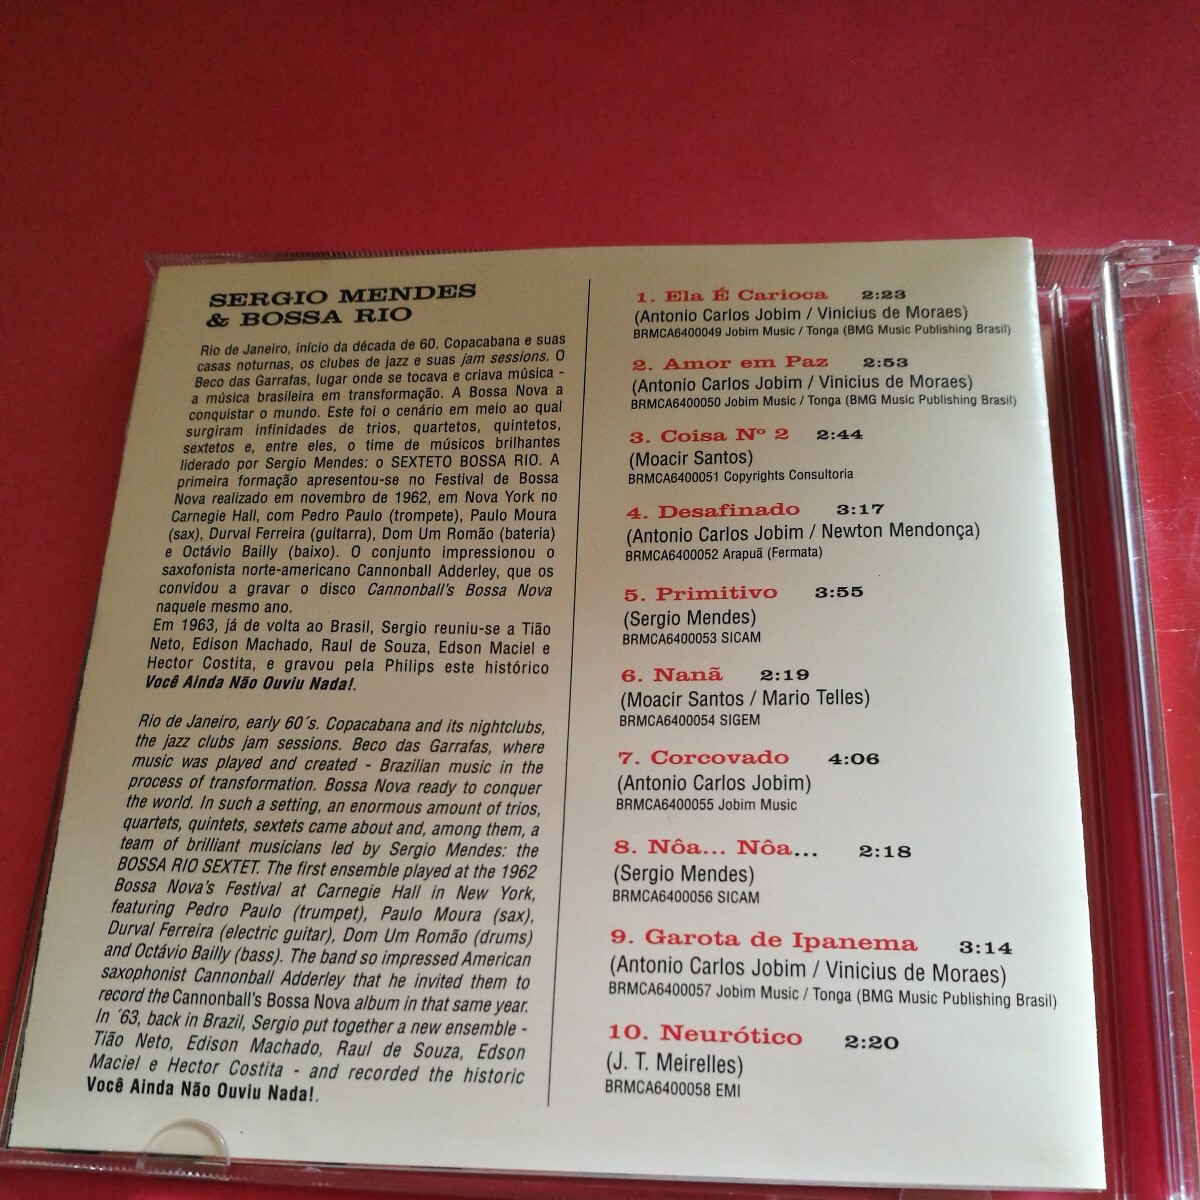 SERGIO MENDES
& BOSSA RIO
Rio de Janeiro, início da década de 60. Copacabana e suas
casas noturnas, os clubes de jazz e suas jam sessions. O
Beco das Garrafas, lugar onde se tocava e criava música -
a música brasileira em transformação. A Bossa Nova a
conquistar o mundo. Este foi o cenário em meio ao qual
surgiram infinidades de trios, quartetos, quintetos,
sextetos e, entre eles, o time de músicos brilhantes
liderado por Sergio Mendes: o SEXTETO BOSSA RIO. A
primeira formação apresentou-se no Festival de Bossa
Nova realizado em novembro de 1962, em Nova York no
Carnegie Hall, com Pedro Paulo (trompete), Paulo Moura
(sax), Durval Ferreira (guitarra), Dom Um Romão (bateria)
e Octávio Bailly (baixo). O conjunto impressionou o
saxofonista norte-americano Cannonball Adderley, que os
convidou a gravar o disco Cannonball's Bossa Nova
naquele mesmo ano.
Em 1963, já de volta ao Brasil, Sergio reuniu-se a Tião
Neto, Edison Machado, Raul de Souza, Edson Maciel e
Hector Costita, e gravou pela Philips este histórico
Você Ainda Não Ouviu Nada!.
Rio de Janeiro, early 60´s. Copacabana and its nightclubs,
the jazz clubs jam sessions. Beco das Garrafas, where
music was played and created - Brazilian music in the
process of transformation. Bossa Nova ready to conquer
the world. In such a setting, an enormous amount of trios,
quartets, quintets, sextets came about and, among them, a
team of brilliant musicians led by Sergio Mendes: the
BOSSA RIO SEXTET. The first ensemble played at the 1962
Bossa Nova's Festival at Carnegie Hall in New York,
featuring Pedro Paulo (trumpet), Paulo Moura (sax),
Durval Ferreira (electric guitar), Dom Um Romão (drums)
and Octávio Bailly (bass). The band so impressed American
saxophonist Cannonball Adderley that he invited them to
record the Cannonball's Bossa Nova album in that same year.
In ´63, back in Brazil, Sergio put together a new ensemble -
Tião Neto, Edison Machado, Raul de Souza, Edson
Maciel e Hector Costita - and recorded the historic
Você Ainda Não Ouviu Nada!.
1. Ela É Carioca 2:23
(Antonio Carlos Jobim / Vinicius de Moraes)
BRMCA6400049 Jobim Music / Tonga (BMG Music Publishing Brasil)
2. Amor em Paz 2:53
(Antonio Carlos Jobim / Vinicius de Moraes)
BRMCA6400050 Jobim Music / Tonga (BMG Music Publishing Brasil)
3. Coisa Nº 2 2:44
(Moacir Santos)
BRMCA6400051 Copyrights Consultoria
4. Desafinado 3:17
(Antonio Carlos Jobim / Newton Mendonça)
BRMCA6400052 Arapuã (Fermata)
5. Primitivo 3:55
(Sergio Mendes)
BRMCA6400053 SICAM
6. Nanã 2:19
(Moacir Santos / Mario Telles)
BRMCA6400054 SIGEM
7. Corcovado 4:06
(Antonio Carlos Jobim)
BRMCA6400055 Jobim Music
8. Nôa... Nôa... 2:18
(Sergio Mendes)
BRMCA6400056 SICAM
9. Garota de Ipanema 3:14
(Antonio Carlos Jobim / Vinicius de Moraes)
BRMCA6400057 Jobim Music / Tonga (BMG Music Publishing Brasil)
10. Neurótico 2:20
(J. T. Meirelles)
BRMCA6400058 EMI